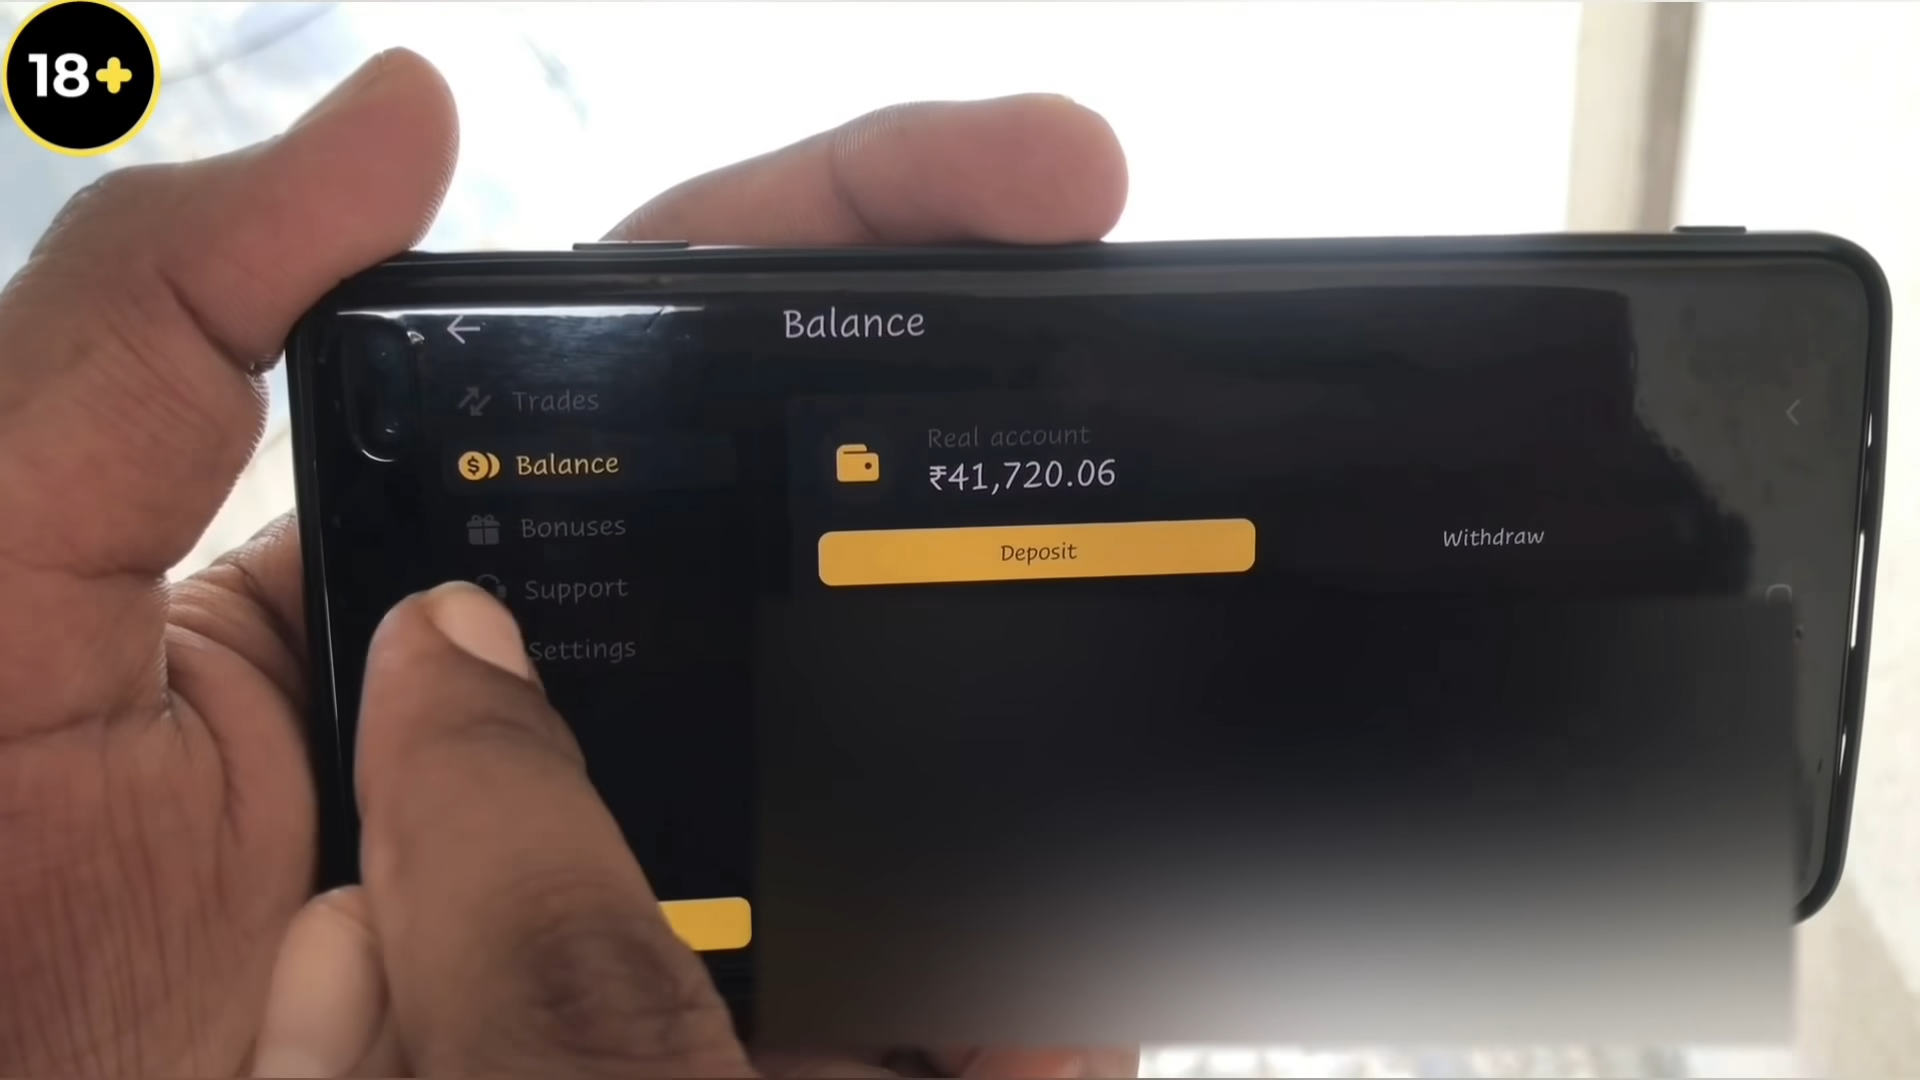 18+
Balance
Trades
Balance
Bonuses
Support
Settings
Real account
₹41,720.06
Deposit
Withdraw